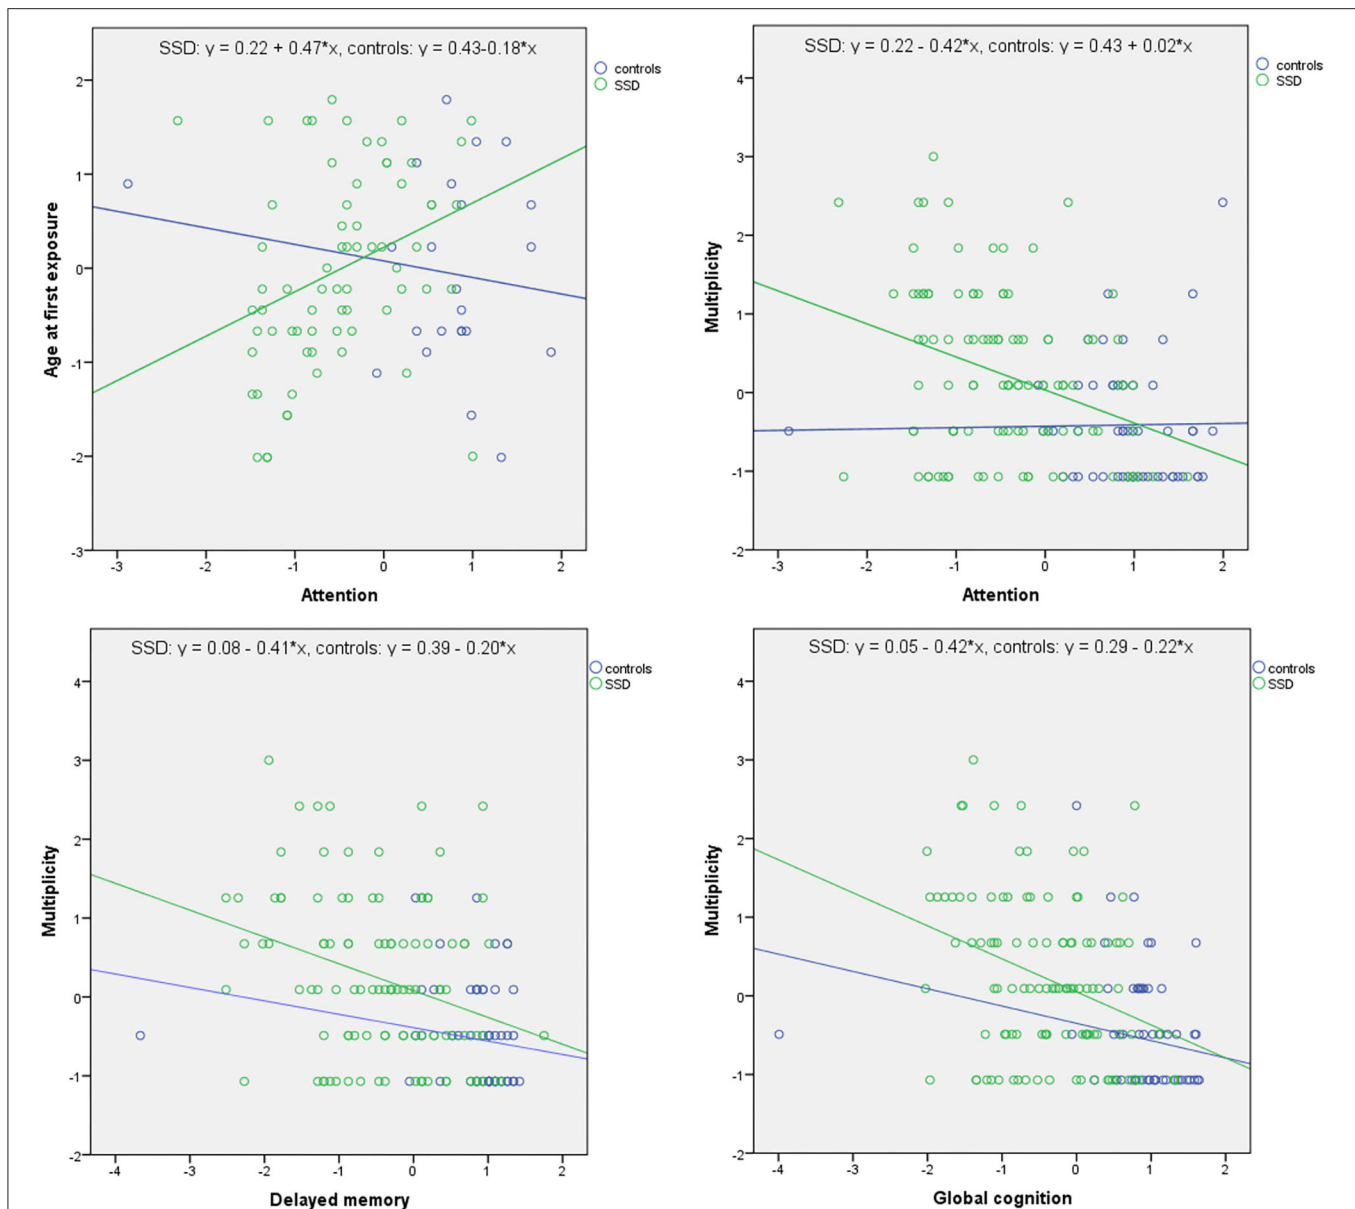 SSD: y = 0.22 + 0.47*x, controls: y = 0.43-0.18*x
controls
SSD
2
1
0
-1
-2
-3
Age at first exposure
-3 -2 -1 0 1 2
Attention
SSD: y = 0.22 - 0.42*x, controls: y = 0.43 + 0.02*x
controls
SSD
4
3
2
1
0
-1
-2
Multiplicity
-3 -2 -1 0 1 2
Attention
SSD: y = 0.08 - 0.41*x, controls: y = 0.39 - 0.20*x
controls
SSD
4
3
2
1
0
-1
-2
Multiplicity
-4 -3 -2 -1 0 1 2
Delayed memory
SSD: y = 0.05 - 0.42*x, controls: y = 0.29 - 0.22*x
controls
SSD
4
3
2
1
0
-1
-2
Multiplicity
-4 -3 -2 -1 0 1 2
Global cognition